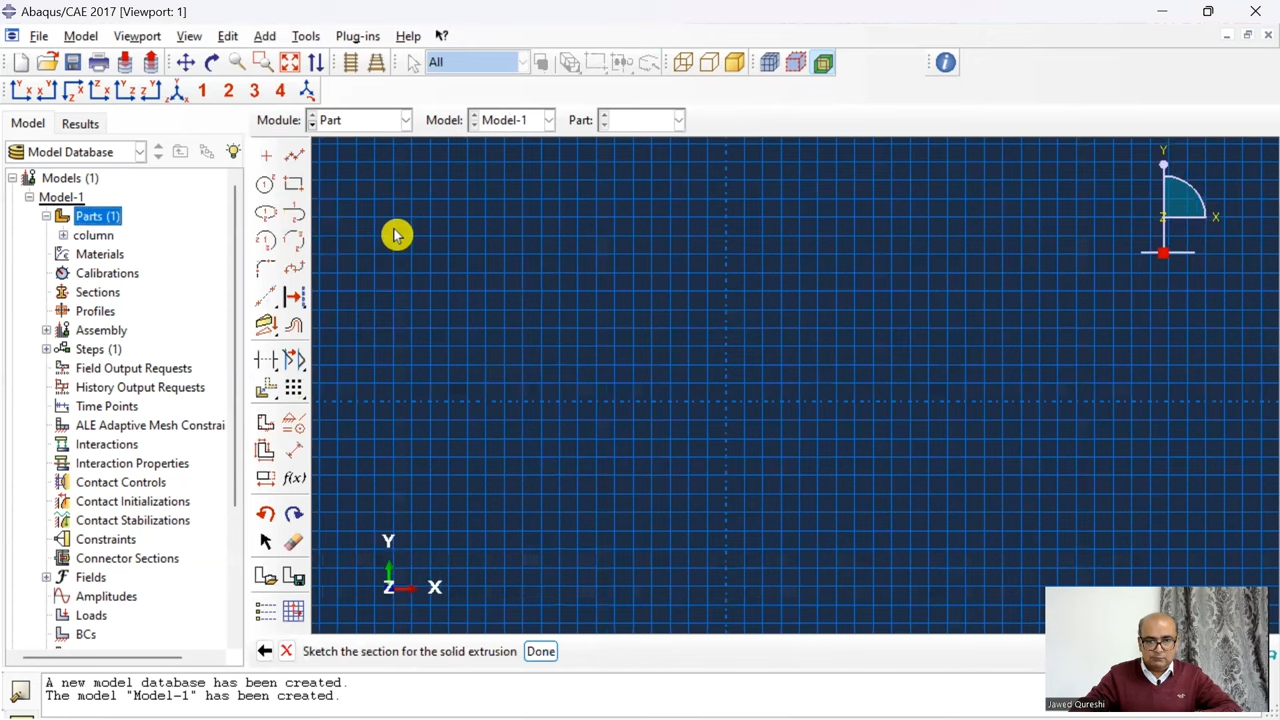 Abaqus/CAE 2017 [Viewport: 1]
File Model Viewport View Edit Add Tools Plug-ins Help
All
1 2 3 4
Model Results
Module: Part Model: Model-1 Part:
Model Database
Models (1)
Model-1
Parts (1)
column
Materials
Calibrations
Sections
Profiles
Assembly
Steps (1)
Field Output Requests
History Output Requests
Time Points
ALE Adaptive Mesh Constrai
Interactions
Interaction Properties
Contact Controls
Contact Initializations
Contact Stabilizations
Constraints
Connector Sections
Fields
Amplitudes
Loads
BCs
f(x)
Y
Z X
Y
Z X
Sketch the section for the solid extrusion Done
A new model database has been created.
The model "Model-1" has been created.
Jawed Qureshi